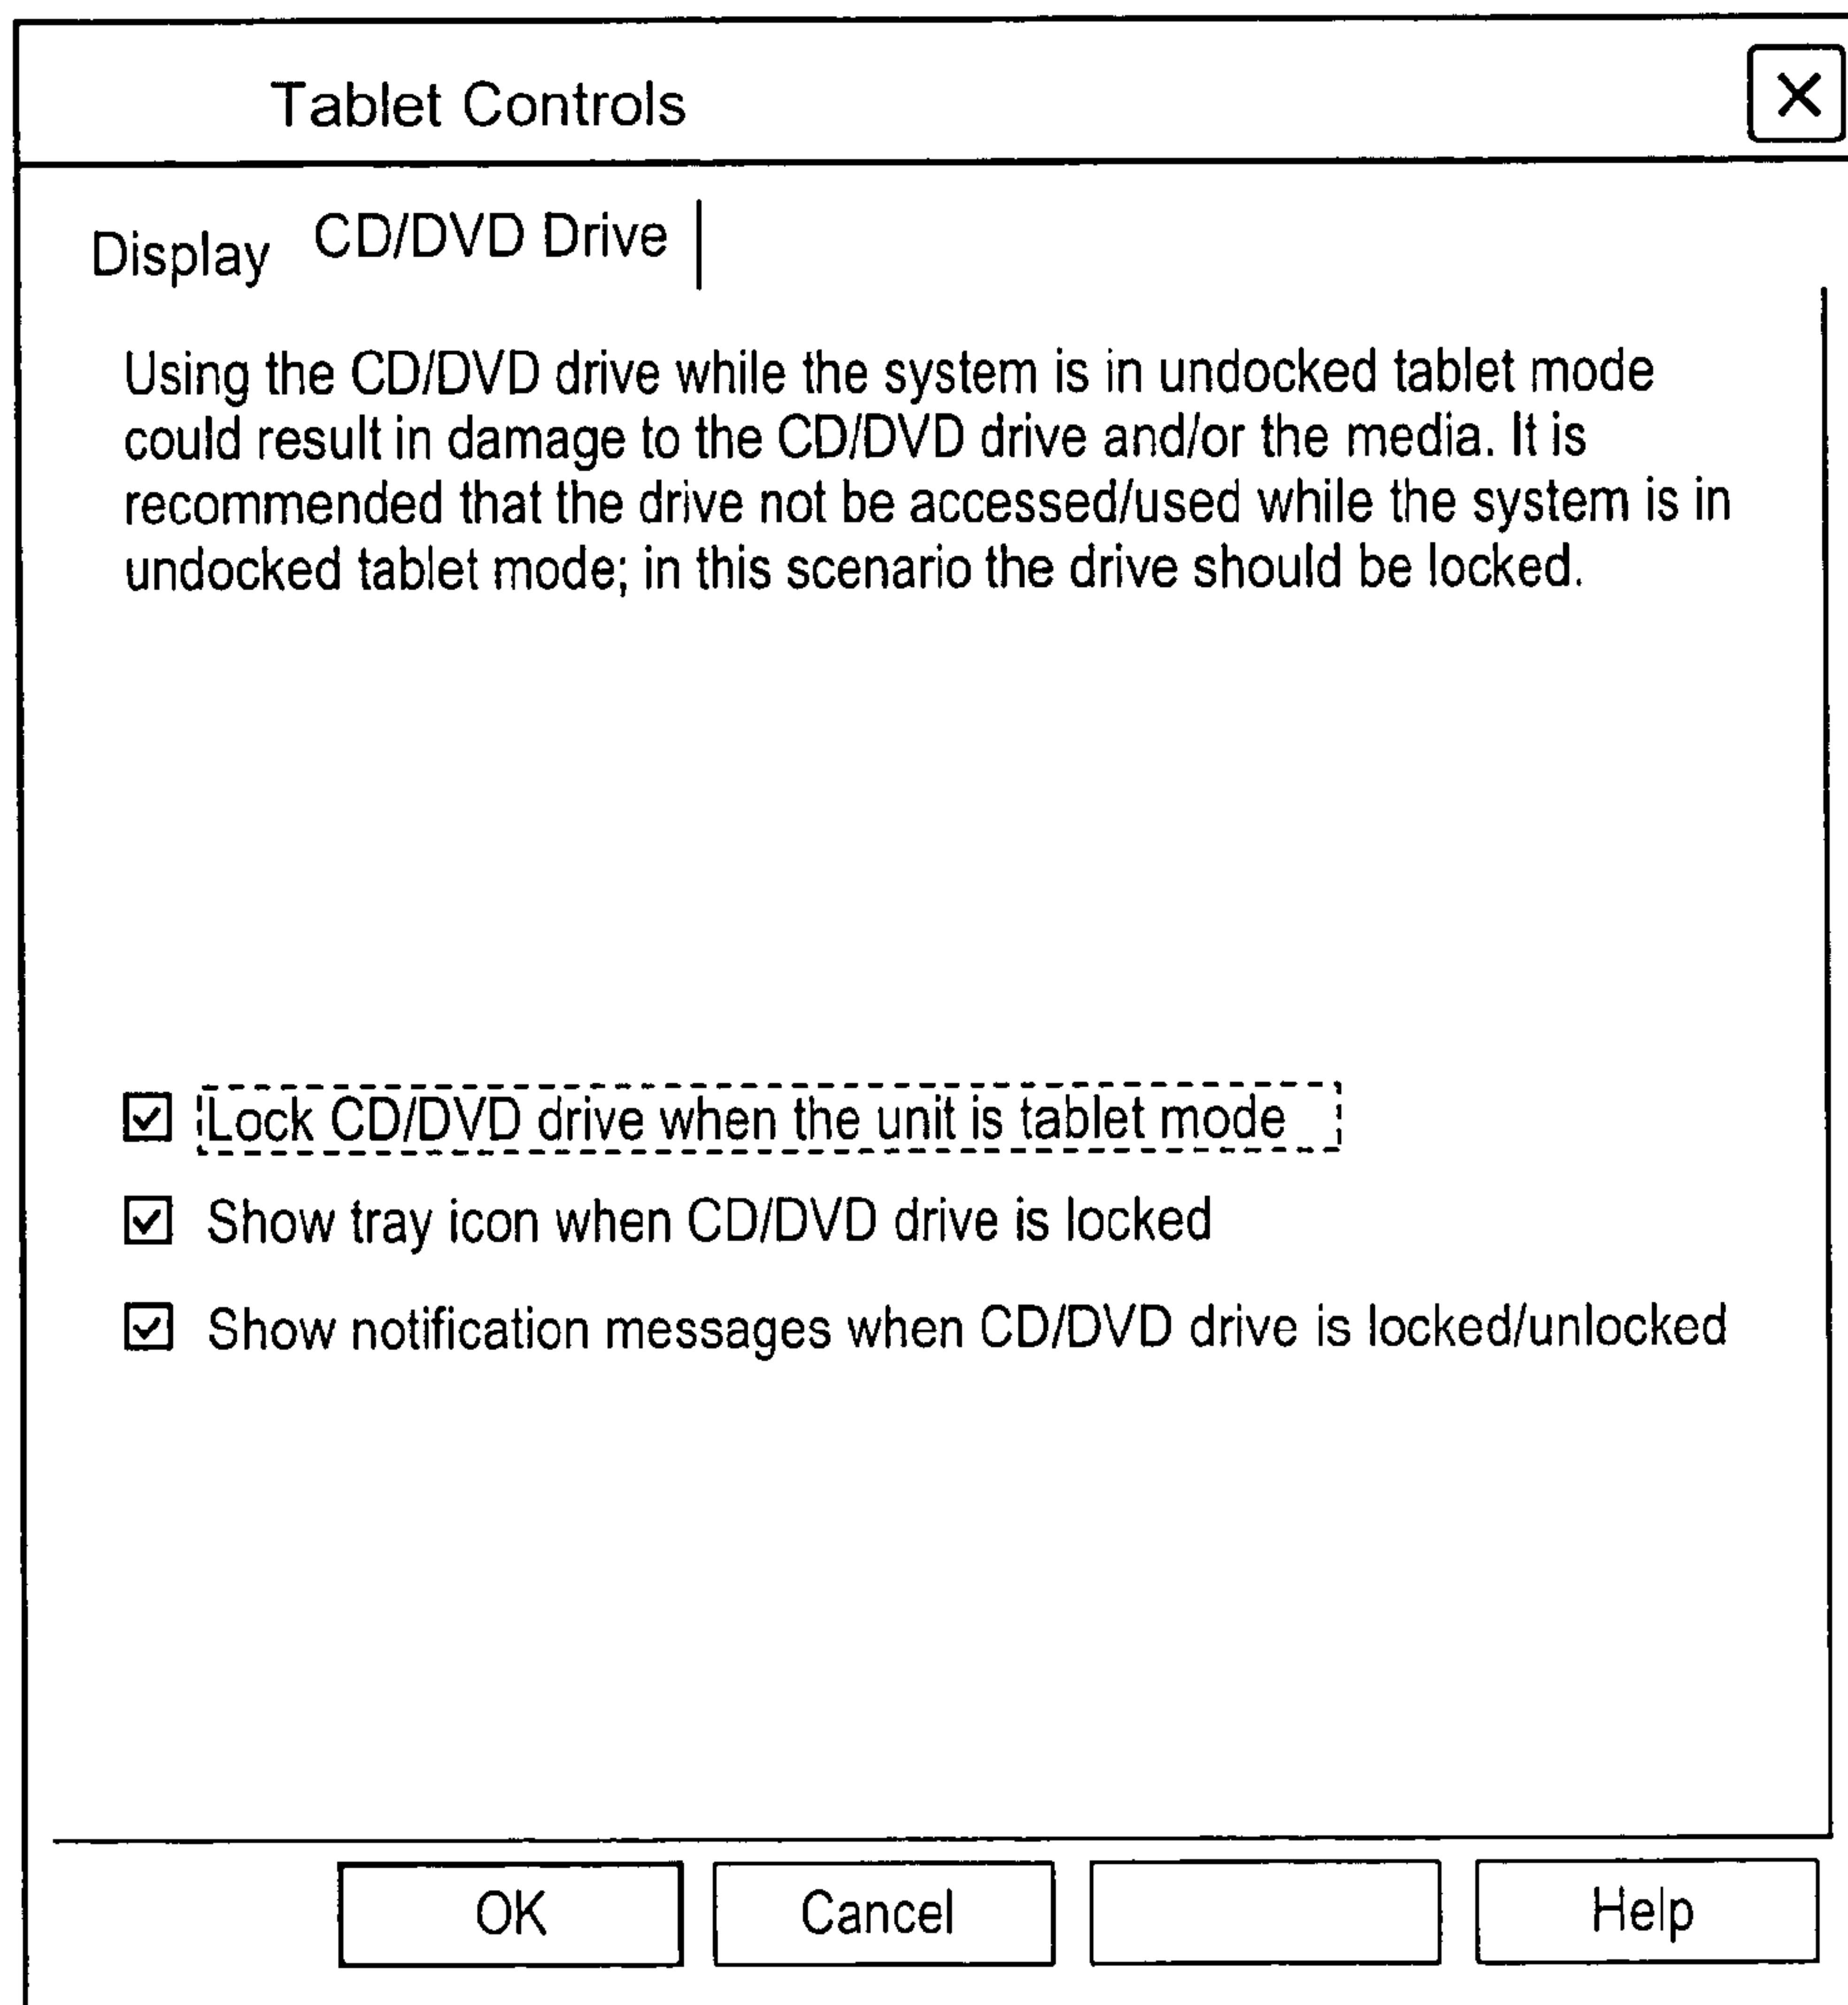 Tablet Controls
Display CD/DVD Drive
Using the CD/DVD drive while the system is in undocked tablet mode
could result in damage to the CD/DVD drive and/or the media. It is
recommended that the drive not be accessed/used while the system is in
undocked tablet mode; in this scenario the drive should be locked.
Lock CD/DVD drive when the unit is tablet mode
Show tray icon when CD/DVD drive is locked
Show notification messages when CD/DVD drive is locked/unlocked
OK Cancel Help